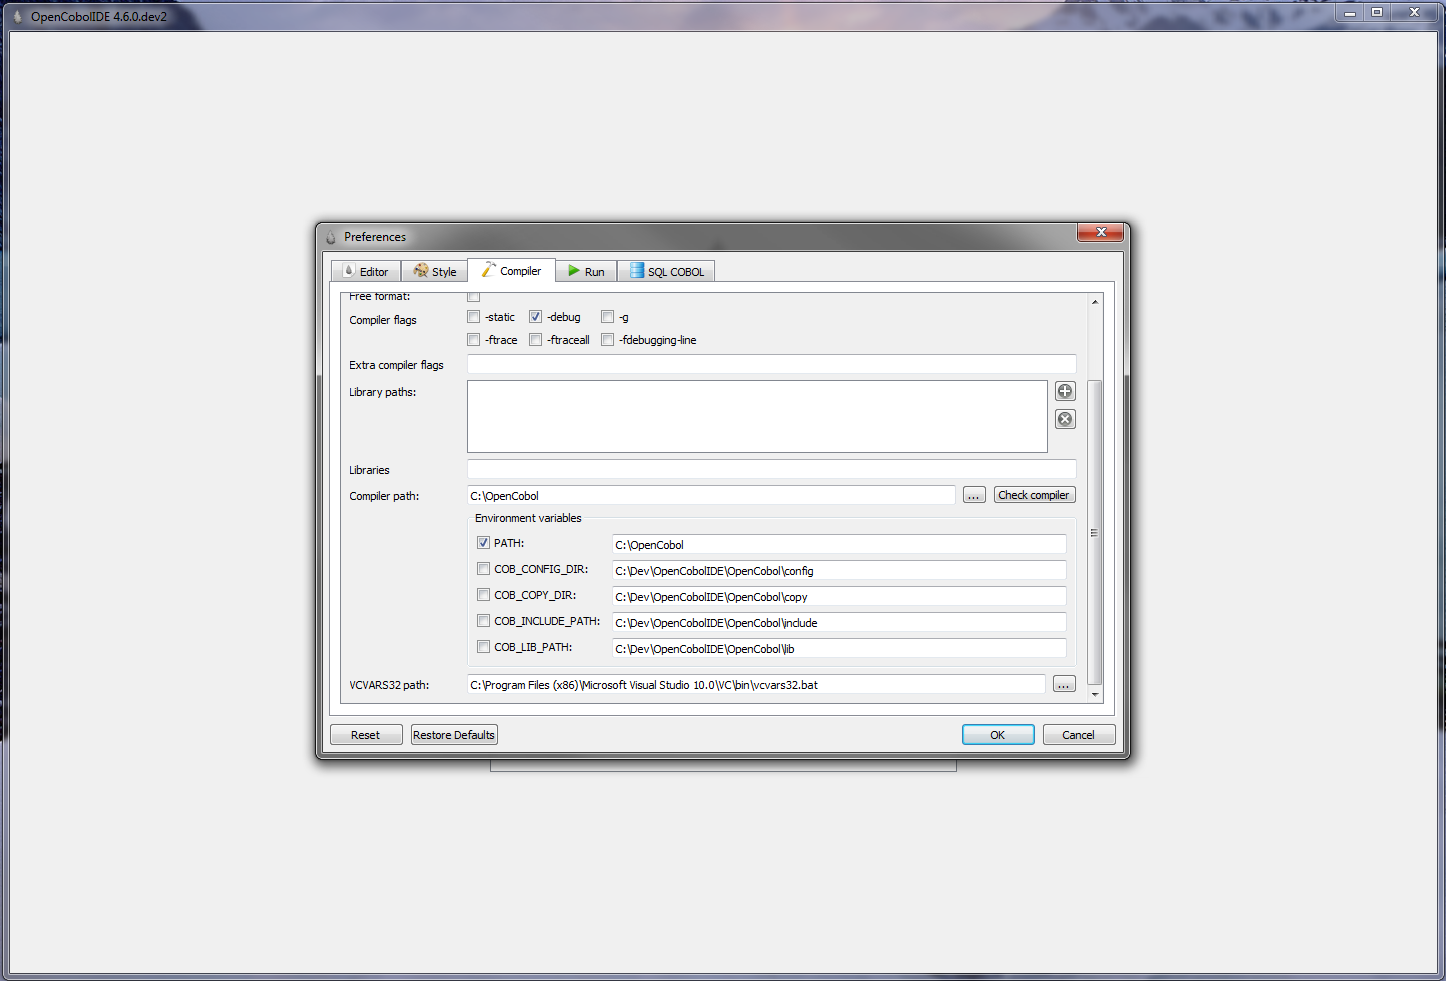 OpenCobolIDE 4.6.0.dev2
Preferences
Editor Style Compiler Run SQL COBOL
Free format:
Compiler flags -static -debug -g
-ftrace -ftraceall -fdebugging-line
Extra compiler flags
Library paths:
Libraries
Compiler path: C:\OpenCobol ... Check compiler
Environment variables
PATH: C:\OpenCobol
COB_CONFIG_DIR: C:\Dev\OpenCobolIDE\OpenCobol\config
COB_COPY_DIR: C:\Dev\OpenCobolIDE\OpenCobol\copy
COB_INCLUDE_PATH: C:\Dev\OpenCobolIDE\OpenCobol\include
COB_LIB_PATH: C:\Dev\OpenCobolIDE\OpenCobol\lib
VCVARS32 path: C:\Program Files (x86)\Microsoft Visual Studio 10.0\VC\bin\vcvars32.bat ...
Reset Restore Defaults OK Cancel